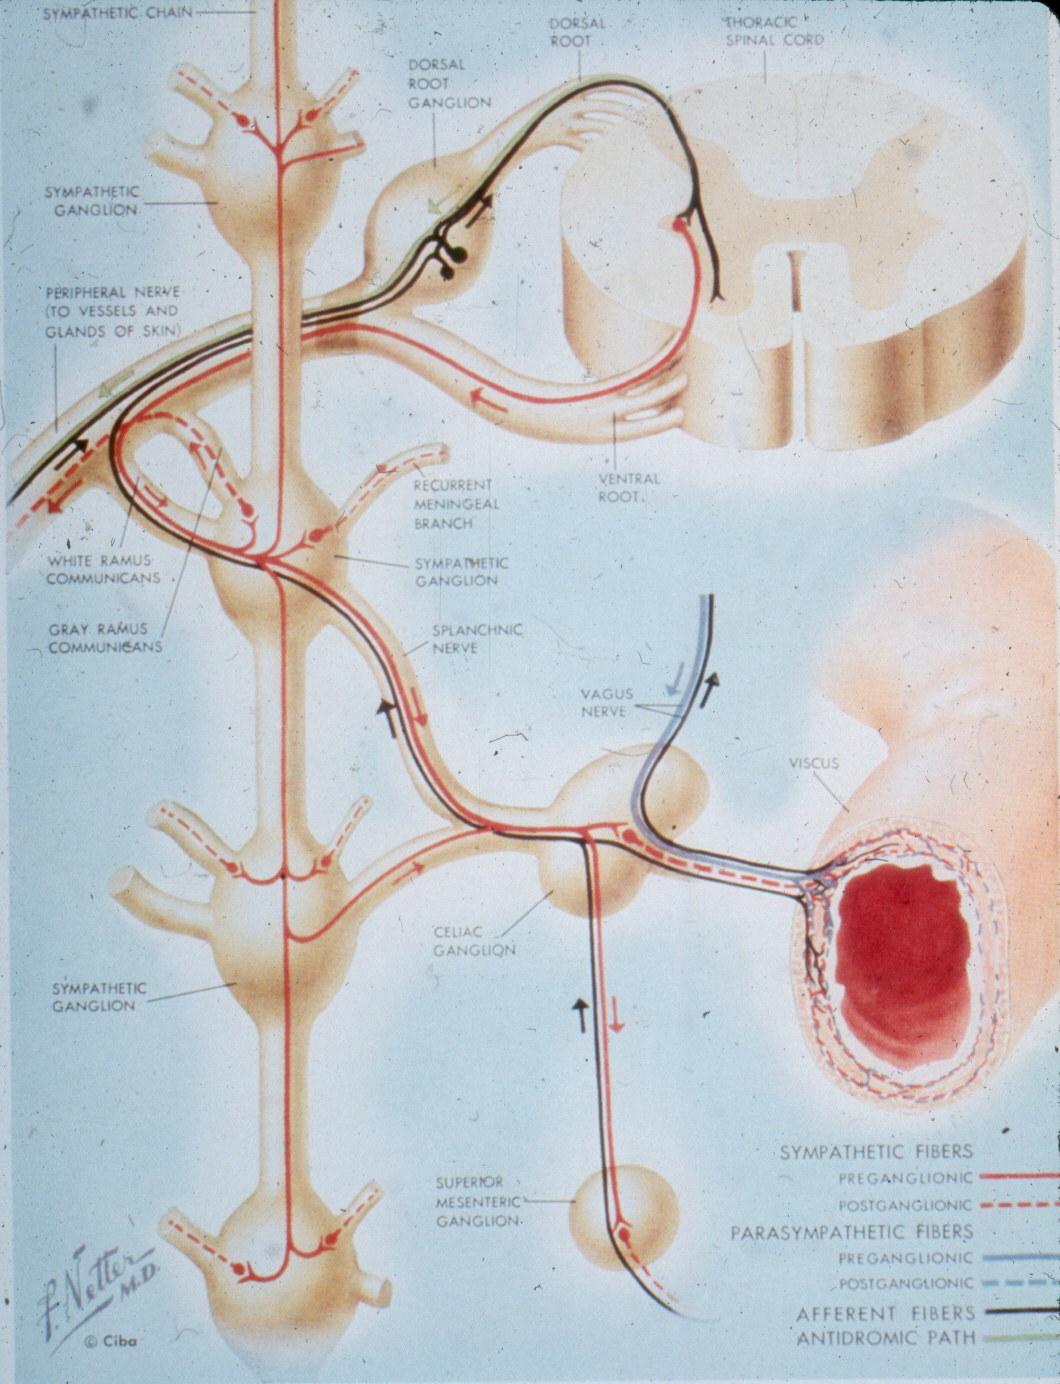 SYMPATHETIC CHAIN
DORSAL
ROOT
THORACIC
SPINAL CORD
DORSAL
ROOT
GANGLION
SYMPATHETIC
GANGLION
PERIPHERAL NERVE
(TO VESSELS AND
GLANDS OF SKIN)
RECURRENT
MENINGEAL
BRANCH
VENTRAL
ROOT
WHITE RAMUS
COMMUNICANS
SYMPATHETIC
GANGLION
GRAY RAMUS
COMMUNICANS
SPLANCHNIC
NERVE
VAGUS
NERVE
VISCUS
CELIAC
GANGLION
SYMPATHETIC
GANGLION
SUPERIOR
MESENTERIC
GANGLION
SYMPATHETIC FIBERS
PREGANGLIONIC
POSTGANGLIONIC
PARASYMPATHETIC FIBERS
PREGANGLIONIC
POSTGANGLIONIC
AFFERENT FIBERS
ANTIDROMIC PATH
F. Netter
M.D.
© Ciba